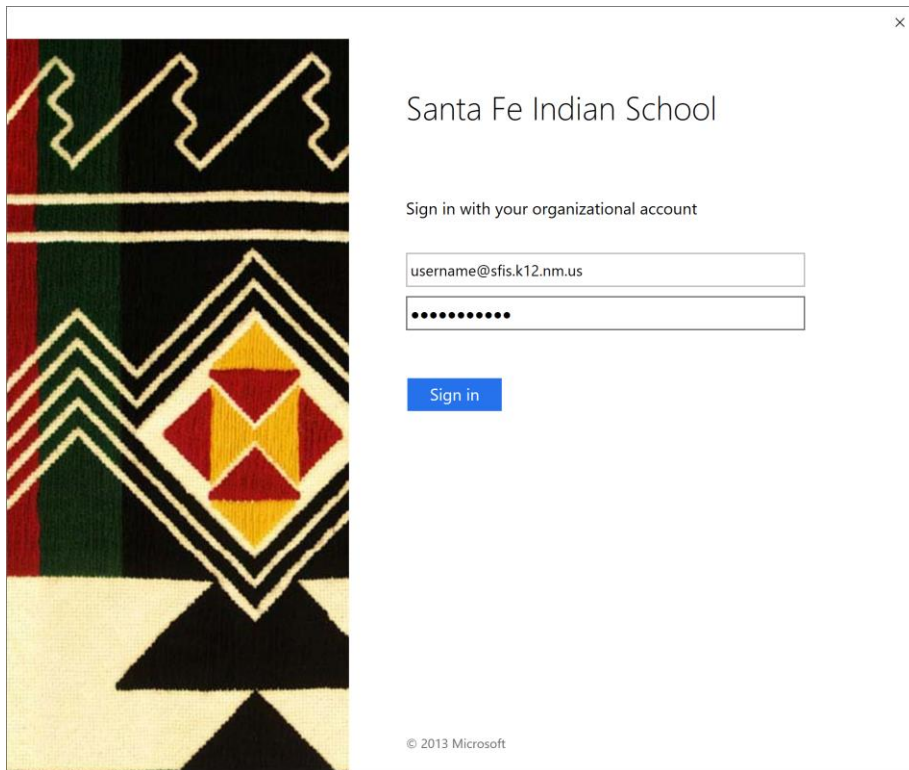 Santa Fe Indian School
Sign in with your organizational account
username@sfis.k12.nm.us
•••••••••••
Sign in
© 2013 Microsoft